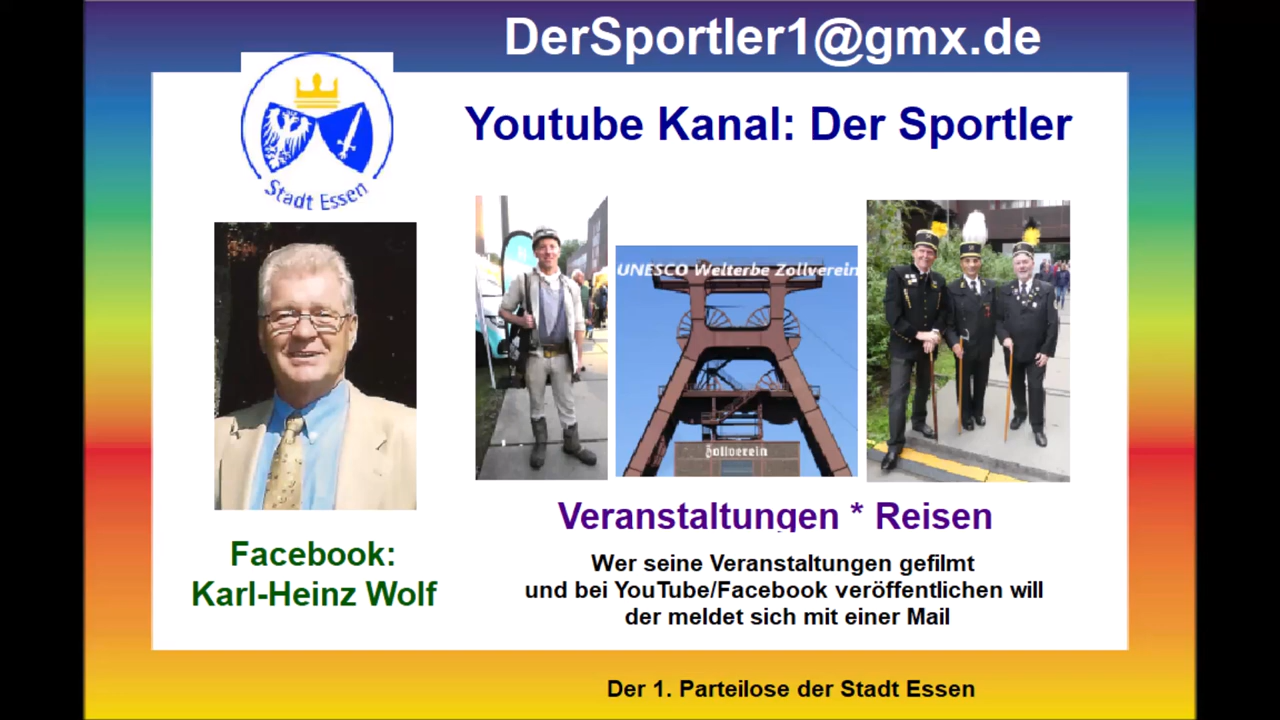 DerSportler1@gmx.de
Youtube Kanal: Der Sportler
Stadt Essen
UNESCO Welterbe Zollverein
Zollverein
Veranstaltungen * Reisen
Facebook:
Karl-Heinz Wolf
Wer seine Veranstaltungen gefilmt
und bei YouTube/Facebook veröffentlichen will
der meldet sich mit einer Mail
Der 1. Parteilose der Stadt Essen